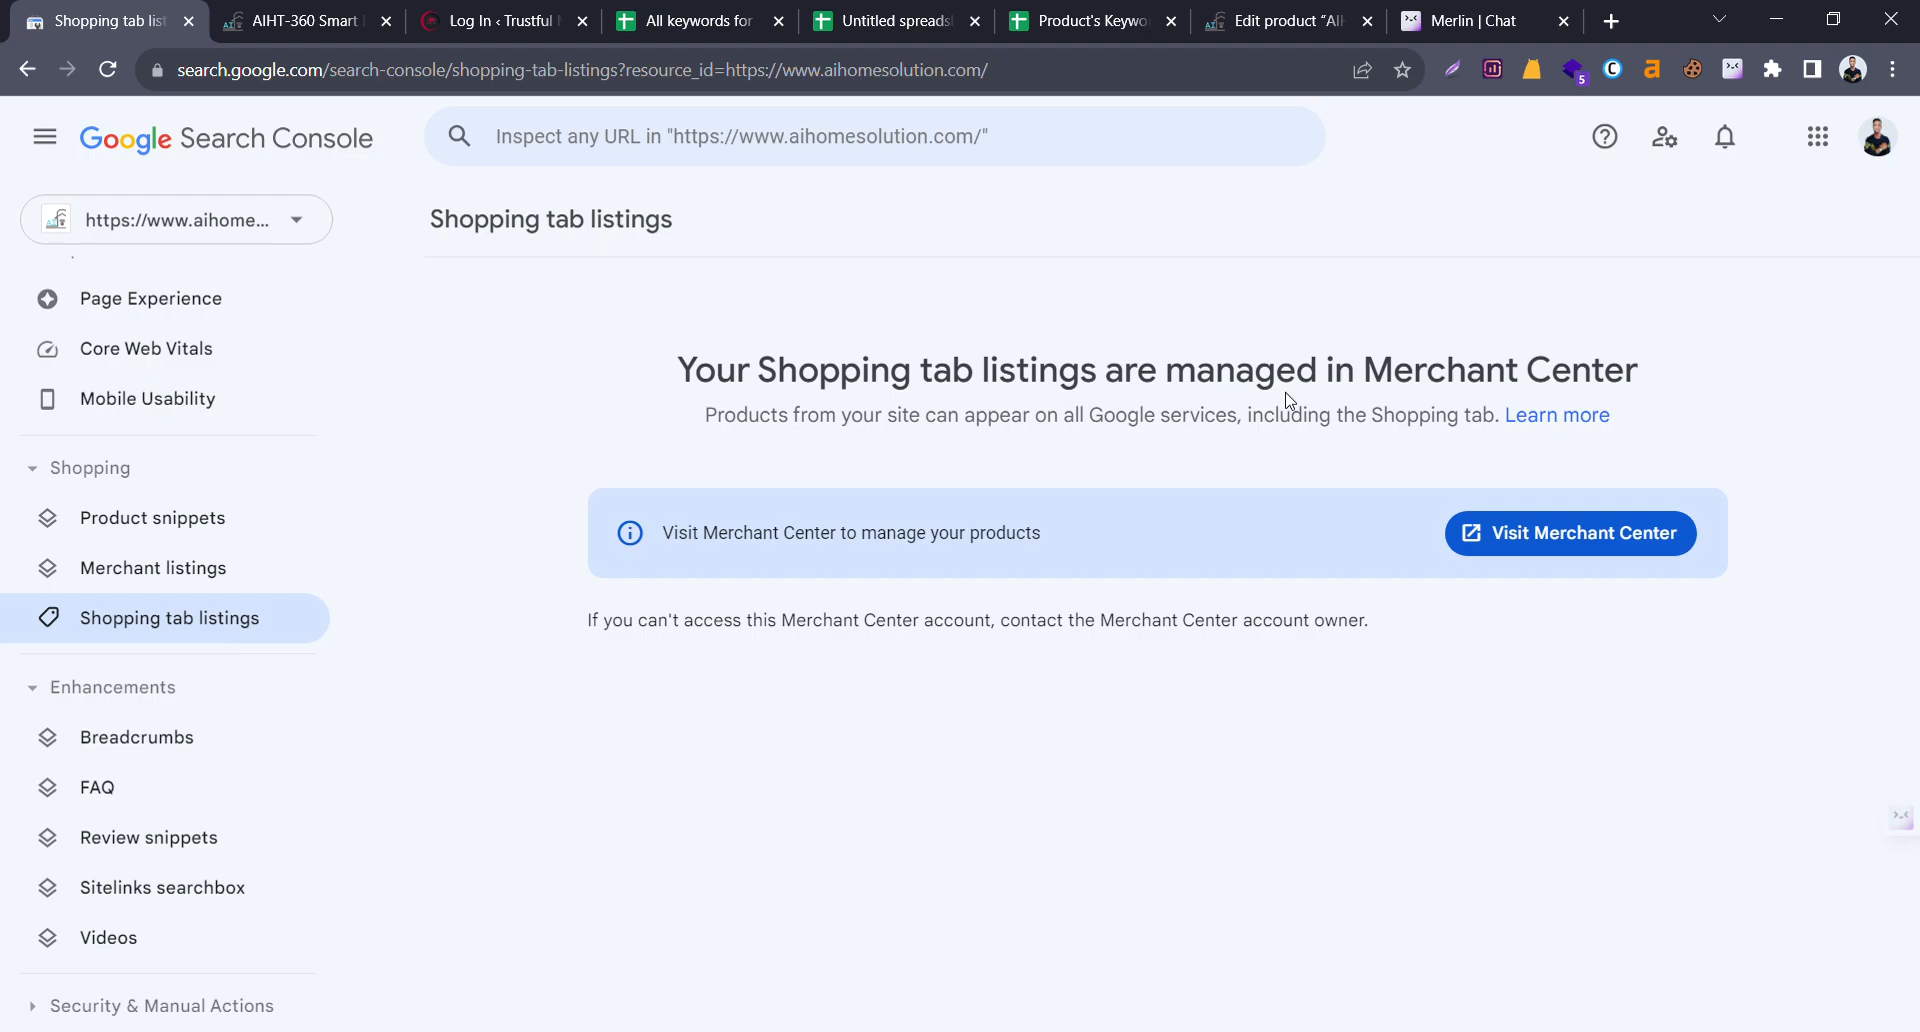 Shopping tab list
AIHT-360 Smart
Log In ‹ Trustful
All keywords for
Untitled spreads
Product's Keywo
Edit product “AI
Merlin | Chat
search.google.com/search-console/shopping-tab-listings?resource_id=https://www.aihomesolution.com/
5
Google Search Console
Inspect any URL in "https://www.aihomesolution.com/"
https://www.aihome...
Shopping tab listings
Page Experience
Core Web Vitals
Mobile Usability
Shopping
Product snippets
Merchant listings
Shopping tab listings
Enhancements
Breadcrumbs
FAQ
Review snippets
Sitelinks searchbox
Videos
Security & Manual Actions
Your Shopping tab listings are managed in Merchant Center
Products from your site can appear on all Google services, including the Shopping tab. Learn more
Visit Merchant Center to manage your products
Visit Merchant Center
If you can't access this Merchant Center account, contact the Merchant Center account owner.